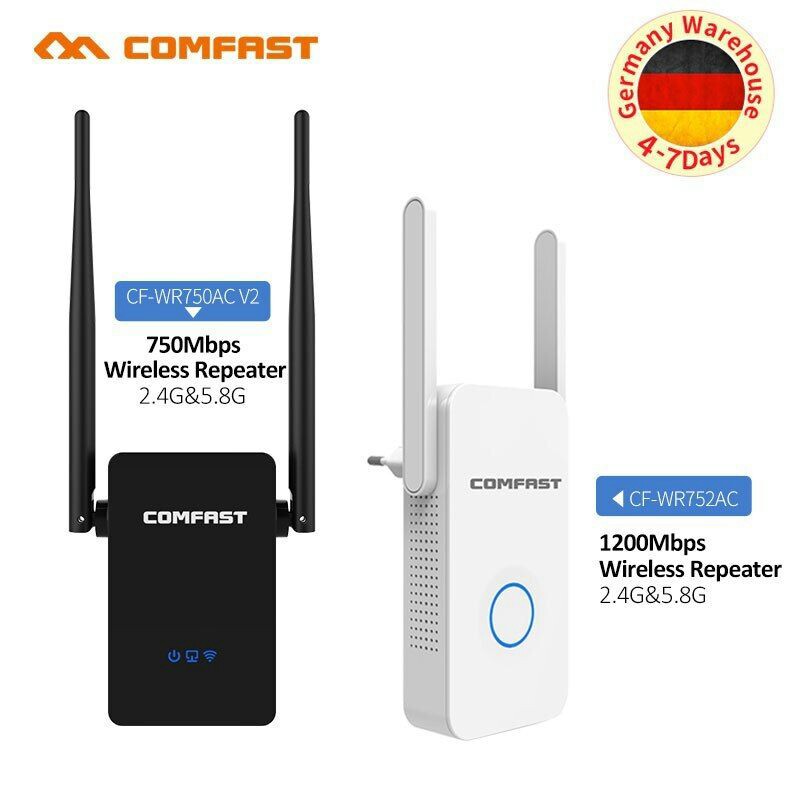 COMFAST
Germany Warehouse
4-7Days
CF-WR750AC V2
750Mbps
Wireless Repeater
2.4G&5.8G
COMFAST
COMFAST
CF-WR752AC
1200Mbps
Wireless Repeater
2.4G&5.8G